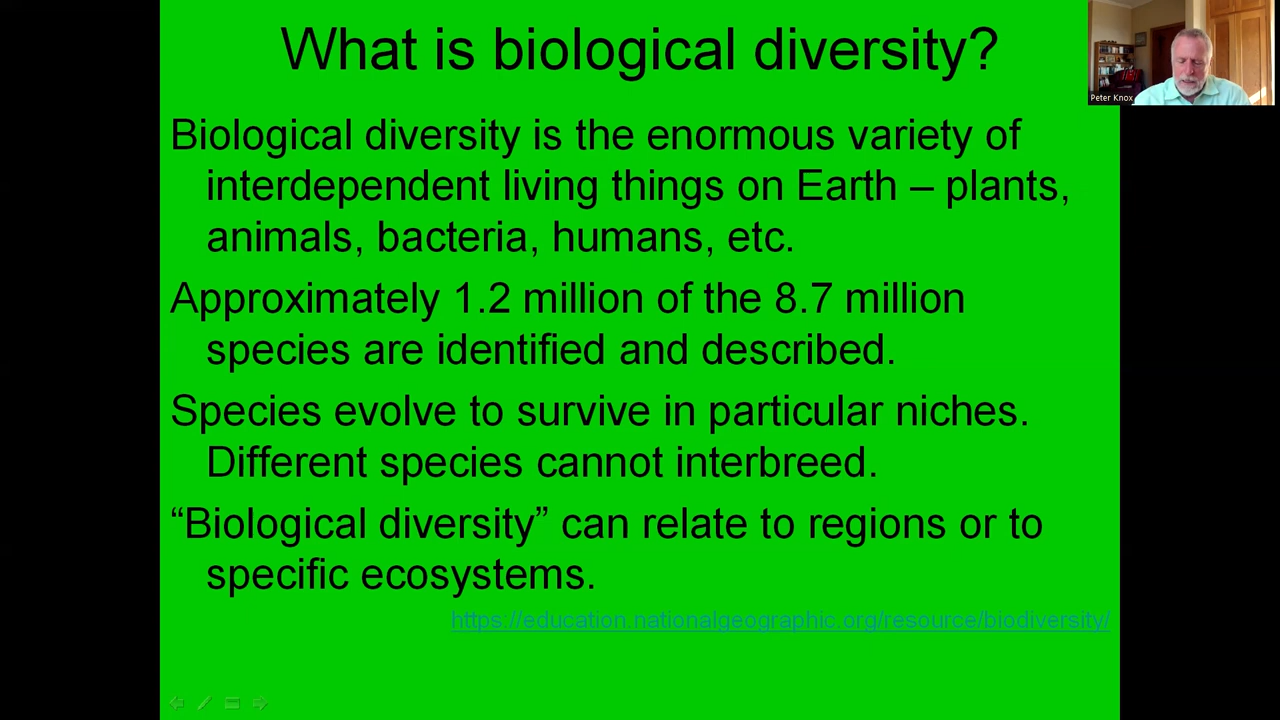 What is biological diversity?
Peter Knox
Biological diversity is the enormous variety of
interdependent living things on Earth – plants,
animals, bacteria, humans, etc.
Approximately 1.2 million of the 8.7 million
species are identified and described.
Species evolve to survive in particular niches.
Different species cannot interbreed.
“Biological diversity” can relate to regions or to
specific ecosystems.
https://education.nationalgeographic.org/resource/biodiversity/